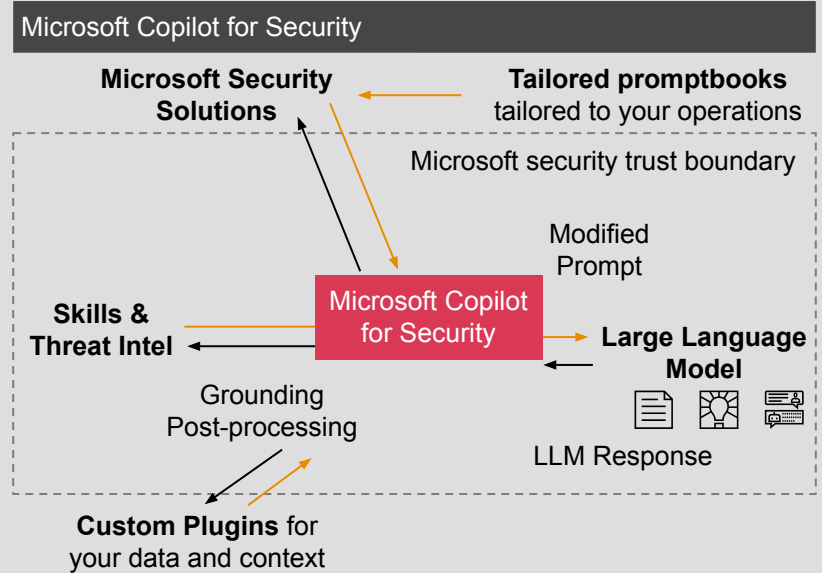 Microsoft Copilot for Security
Microsoft Security
Solutions
Tailored promptbooks
tailored to your operations
Microsoft security trust boundary
Modified
Prompt
Microsoft Copilot
for Security
Skills &
Threat Intel
Large Language
Model
Grounding
Post-processing
LLM Response
Custom Plugins for
your data and context